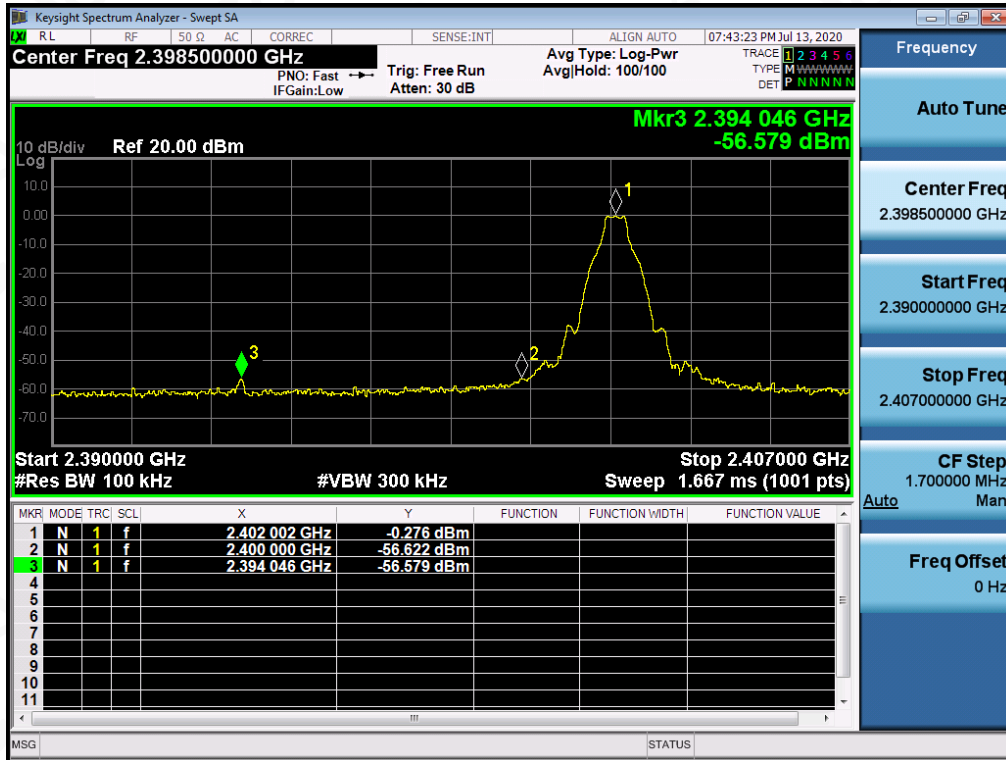 Keysight Spectrum Analyzer - Swept SA
LXI RL RF 50 Ω AC CORREC SENSE:INT ALIGN AUTO 07:43:23 PM Jul 13, 2020
Center Freq 2.398500000 GHz
PNO: Fast
IFGain:Low
Trig: Free Run
Atten: 30 dB
Avg Type: Log-Pwr
Avg|Hold: 100/100
TRACE 1 2 3 4 5 6
TYPE M WWWWW
DET P N N N N N
Mkr3 2.394 046 GHz
-56.579 dBm
10 dB/div Ref 20.00 dBm
Log
10.0
0.00
-10.0
-20.0
-30.0
-40.0
-50.0
-60.0
-70.0
1
2
3
Start 2.390000 GHz Stop 2.407000 GHz
#Res BW 100 kHz #VBW 300 kHz Sweep 1.667 ms (1001 pts)
MKR MODE TRC SCL X Y FUNCTION FUNCTION WIDTH FUNCTION VALUE
1 N 1 f 2.402 002 GHz -0.276 dBm
2 N 1 f 2.400 000 GHz -56.622 dBm
3 N 1 f 2.394 046 GHz -56.579 dBm
4
5
6
7
8
9
10
11
MSG STATUS
Frequency
Auto Tune
Center Freq
2.398500000 GHz
Start Freq
2.390000000 GHz
Stop Freq
2.407000000 GHz
CF Step
1.700000 MHz
Auto Man
Freq Offset
0 Hz